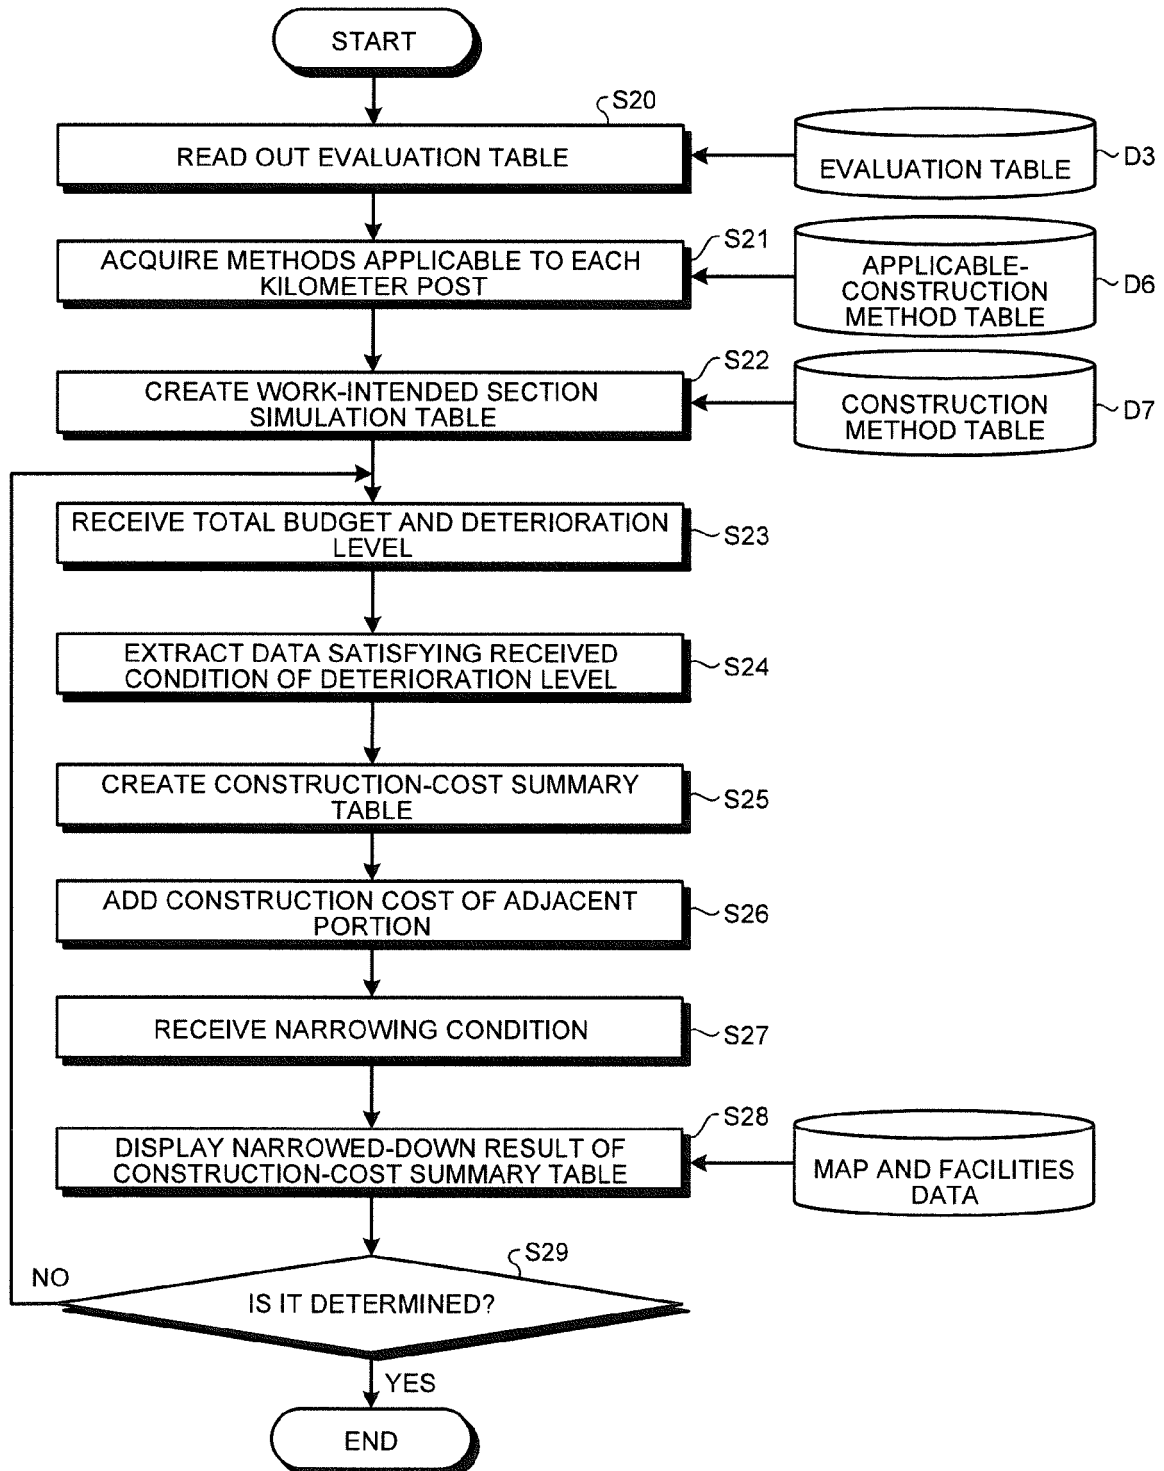 START
S20
READ OUT EVALUATION TABLE
EVALUATION TABLE
D3
S21
ACQUIRE METHODS APPLICABLE TO EACH
KILOMETER POST
APPLICABLE-
CONSTRUCTION
METHOD TABLE
D6
S22
CREATE WORK-INTENDED SECTION
SIMULATION TABLE
CONSTRUCTION
METHOD TABLE
D7
RECEIVE TOTAL BUDGET AND DETERIORATION
LEVEL
S23
EXTRACT DATA SATISFYING RECEIVED
CONDITION OF DETERIORATION LEVEL
S24
CREATE CONSTRUCTION-COST SUMMARY
TABLE
S25
ADD CONSTRUCTION COST OF ADJACENT
PORTION
S26
RECEIVE NARROWING CONDITION
S27
S28
DISPLAY NARROWED-DOWN RESULT OF
CONSTRUCTION-COST SUMMARY TABLE
MAP AND FACILITIES
DATA
S29
NO
IS IT DETERMINED?
YES
END